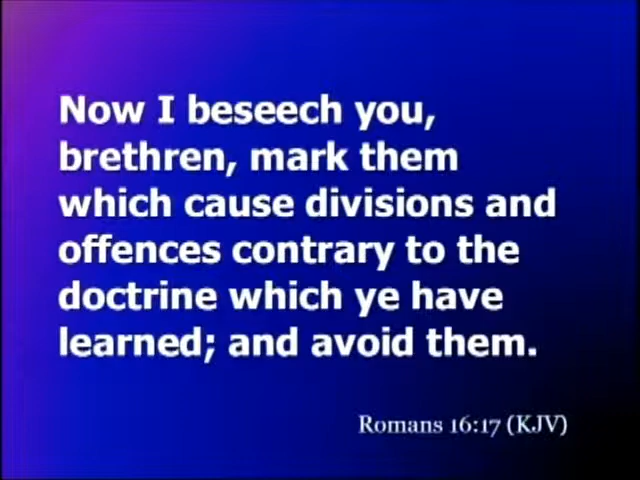 Now I beseech you,
brethren, mark them
which cause divisions and
offences contrary to the
doctrine which ye have
learned; and avoid them.
Romans 16:17 (KJV)